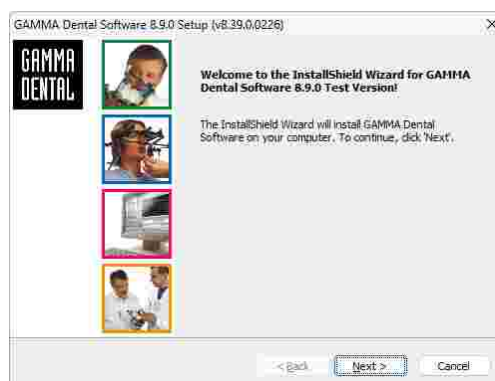 GAMMA Dental Software 8.9.0 Setup (v8.39.0.0226)
GAMMA
DENTAL
Welcome to the InstallShield Wizard for GAMMA
Dental Software 8.9.0 Test Version!
The InstallShield Wizard will install GAMMA Dental
Software on your computer. To continue, click 'Next'.
< Back
Next >
Cancel